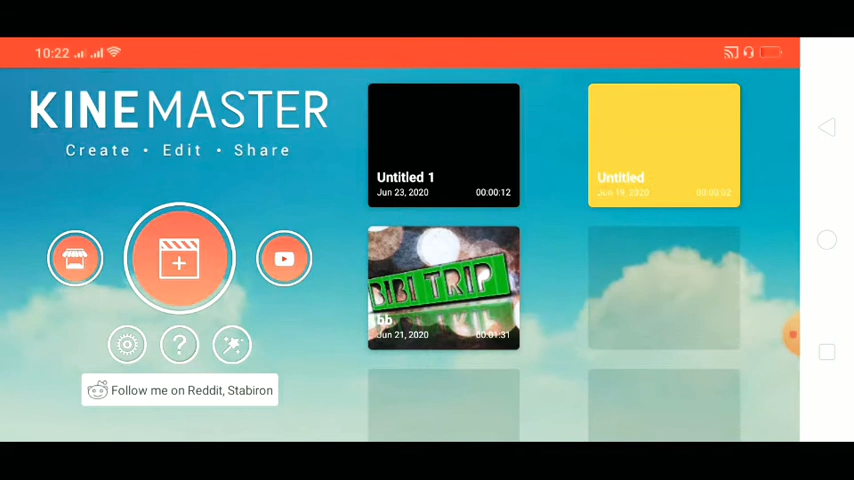 10:22
KINEMASTER
Create • Edit • Share
?
Follow me on Reddit, Stabiron
Untitled 1
Jun 23, 2020 00:00:12
Untitled
Jun 19, 2020 00:02:02
BIBI TRIP
bb
Jun 21, 2020 00:01:31